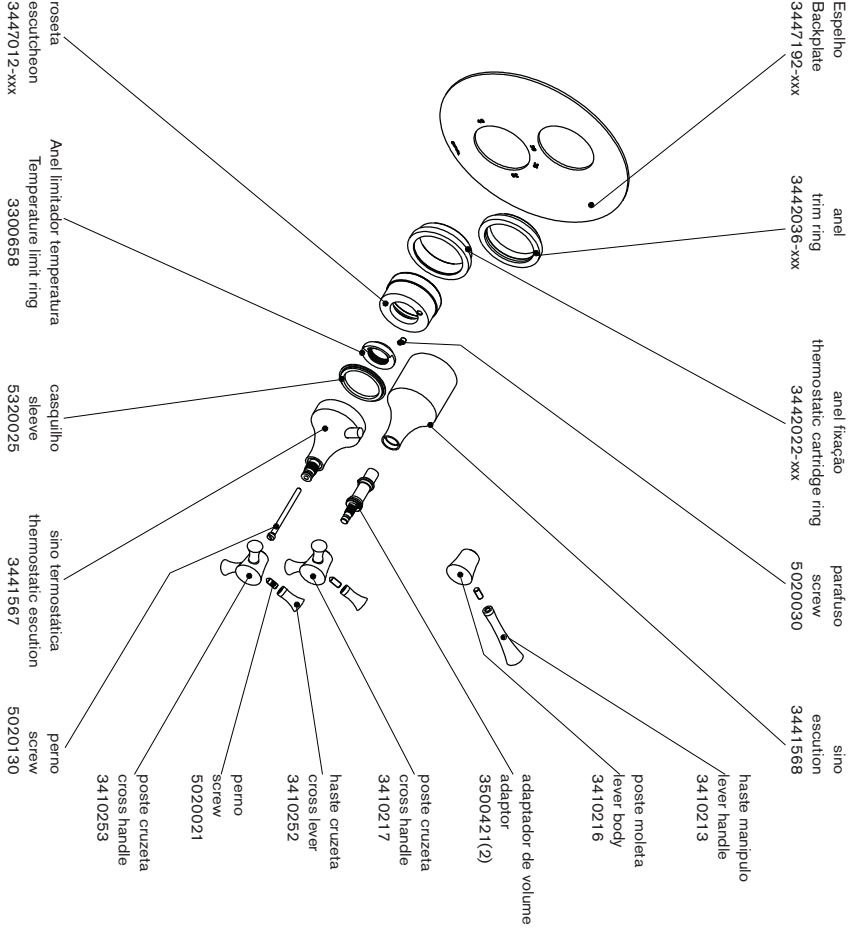 Espelho
Backplate
3447192-xxx
anel
trim ring
3442036-xxx
anel fixação
thermostatic cartridge ring
3442022-xxx
parafuso
screw
5020030
sino
escution
3441568
haste manipulo
lever handle
3410213
poste moleta
lever body
3410216
adaptador de volume
adaptor
3500421(2)
poste cruzeta
cross handle
3410217
haste cruzeta
cross lever
3410252
perno
screw
5020021
poste cruzeta
cross handle
3410253
roseta
escutcheon
3447012-xxx
Anel limitador temperatura
Temperature limit ring
3300658
casquilho
sleeve
5320025
sino termostática
thermostatic escution
3441567
perno
screw
5020130